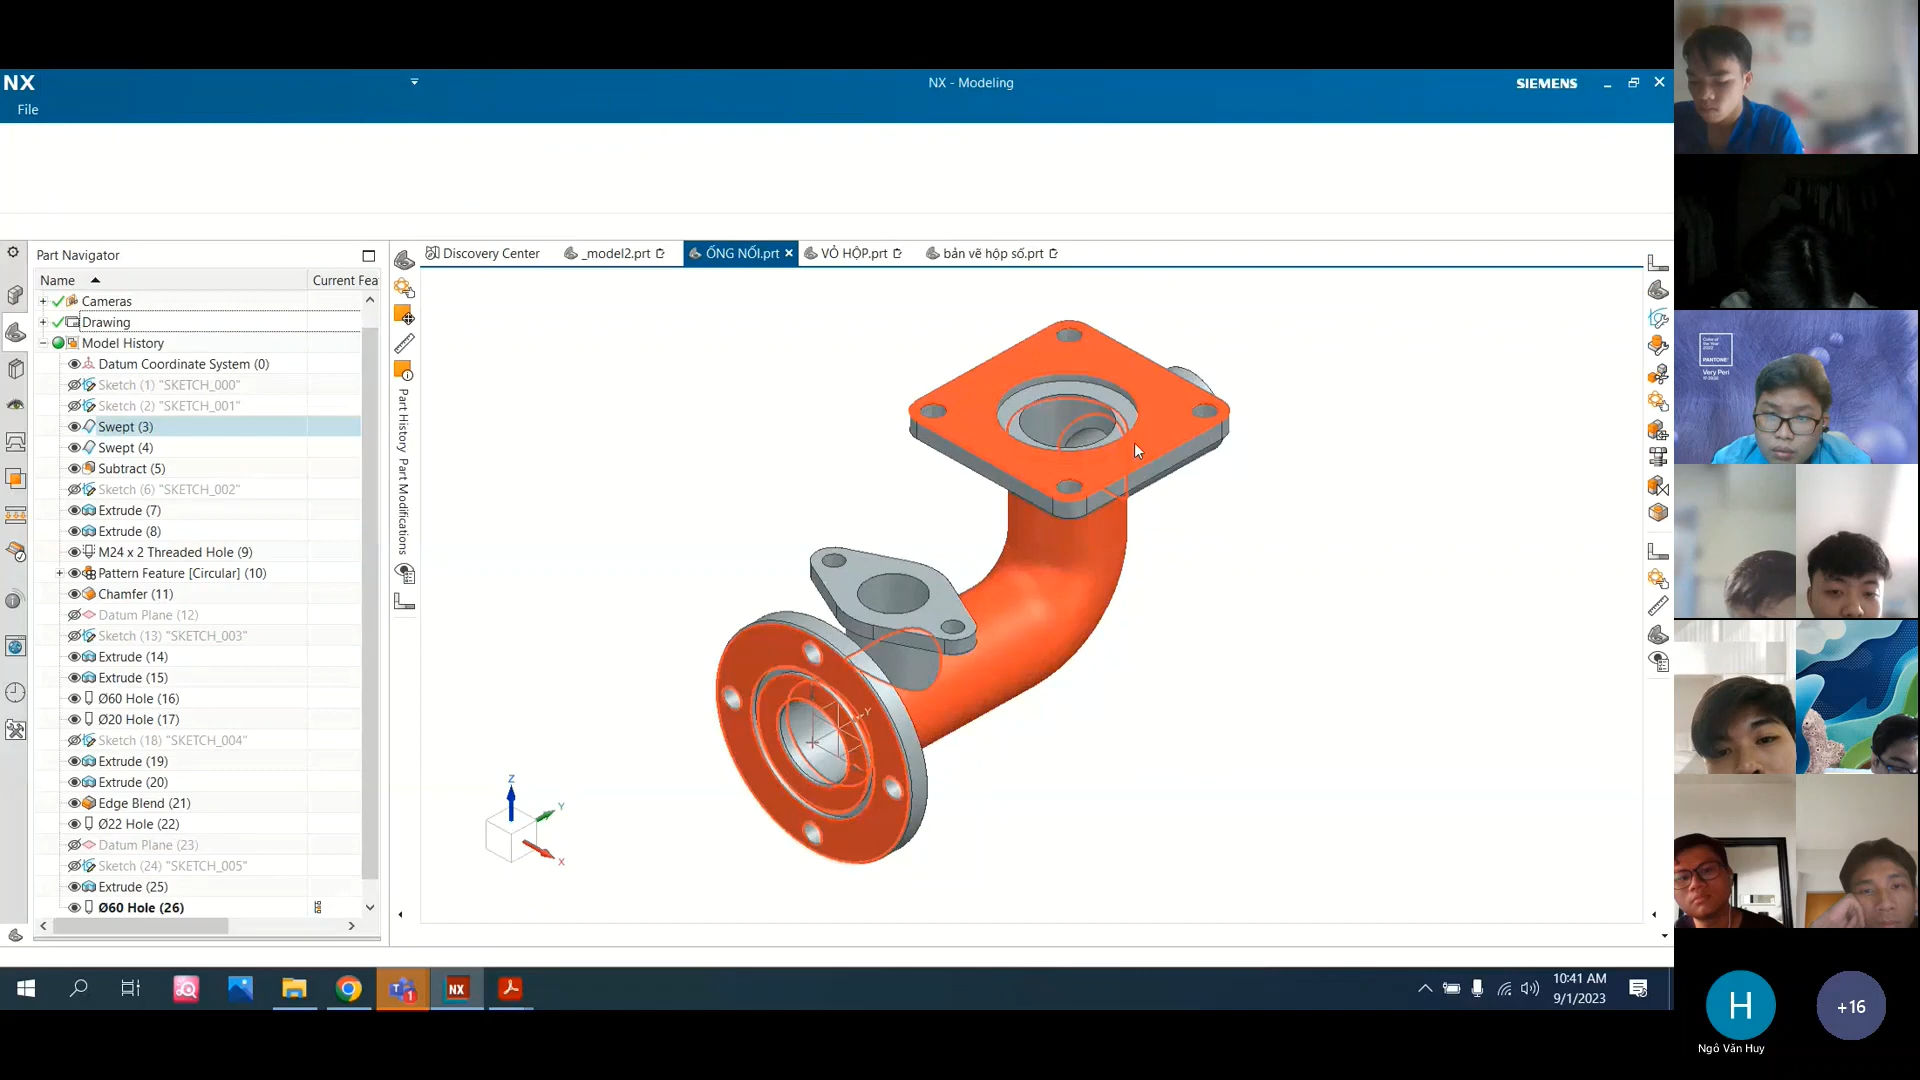 NX
NX - Modeling
SIEMENS
File
Part Navigator
Name
Current Fea
Cameras
Drawing
Model History
Datum Coordinate System (0)
Sketch (1) "SKETCH_000"
Sketch (2) "SKETCH_001"
Swept (3)
Swept (4)
Subtract (5)
Sketch (6) "SKETCH_002"
Extrude (7)
Extrude (8)
M24 x 2 Threaded Hole (9)
Pattern Feature [Circular] (10)
Chamfer (11)
Datum Plane (12)
Sketch (13) "SKETCH_003"
Extrude (14)
Extrude (15)
Ø60 Hole (16)
Ø20 Hole (17)
Sketch (18) "SKETCH_004"
Extrude (19)
Extrude (20)
Edge Blend (21)
Ø22 Hole (22)
Datum Plane (23)
Sketch (24) "SKETCH_005"
Extrude (25)
Ø60 Hole (26)
Part History
Part Modifications
Discovery Center
_model2.prt
ỐNG NỐI.prt
VỎ HỘP.prt
bản vẽ hộp số.prt
Y
Z
Y
X
NX
1
10:41 AM
9/1/2023
PANTONE
Very Peri
H
Ngô Văn Huy
+16